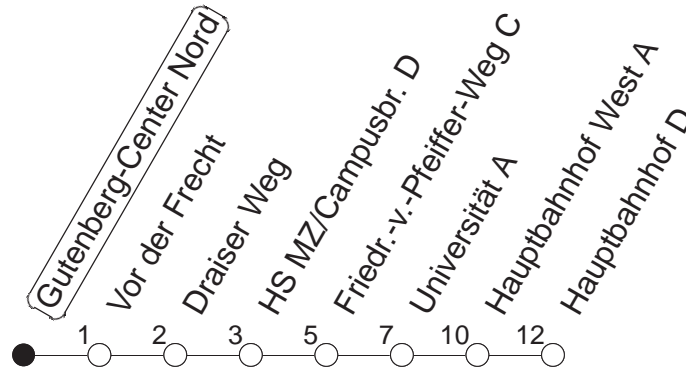 Gutenberg-Center Nord
Vor der Frecht
Draiser Weg
HS MZ/Campusbr. D
Friedr.-v.-Pfeiffer-Weg C
Universität A
Hauptbahnhof West A
Hauptbahnhof D
1 2 3 5 7 10 12